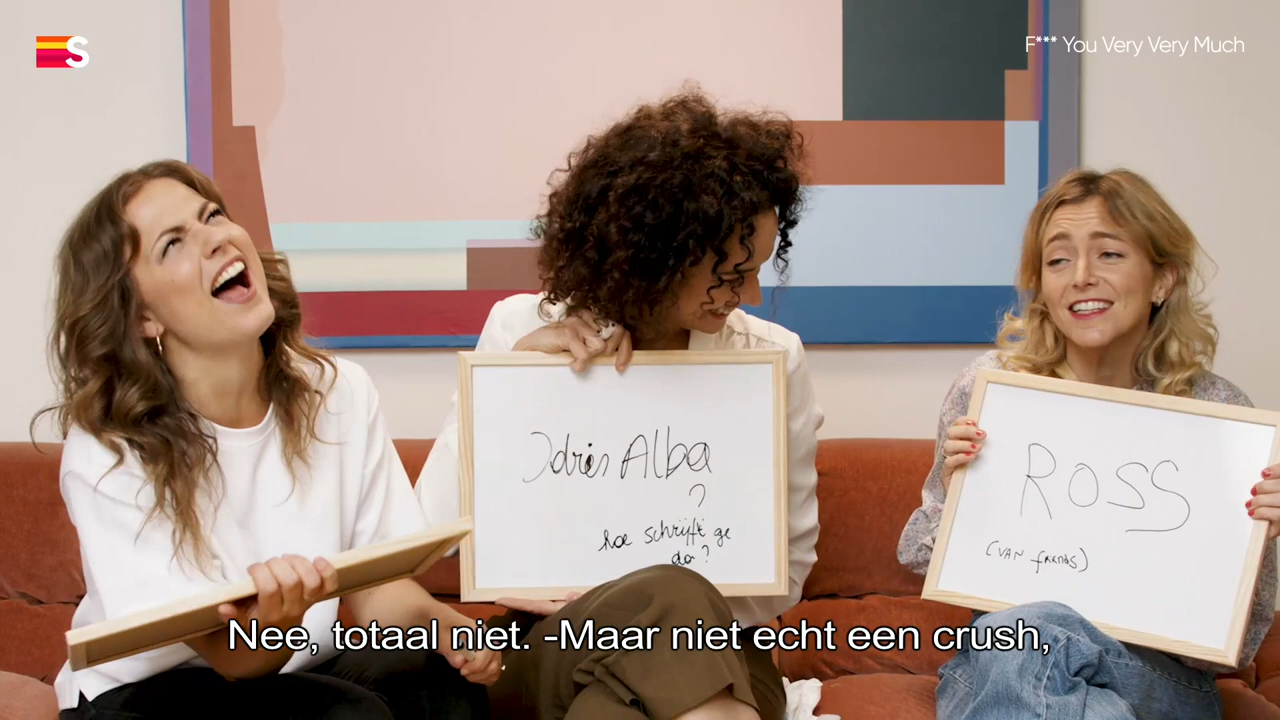 S
F*** You Very Very Much
Idris Alba
?
hoe schrijft ge
da?
ROSS
(VAN frends)
Nee, totaal niet. -Maar niet echt een crush,